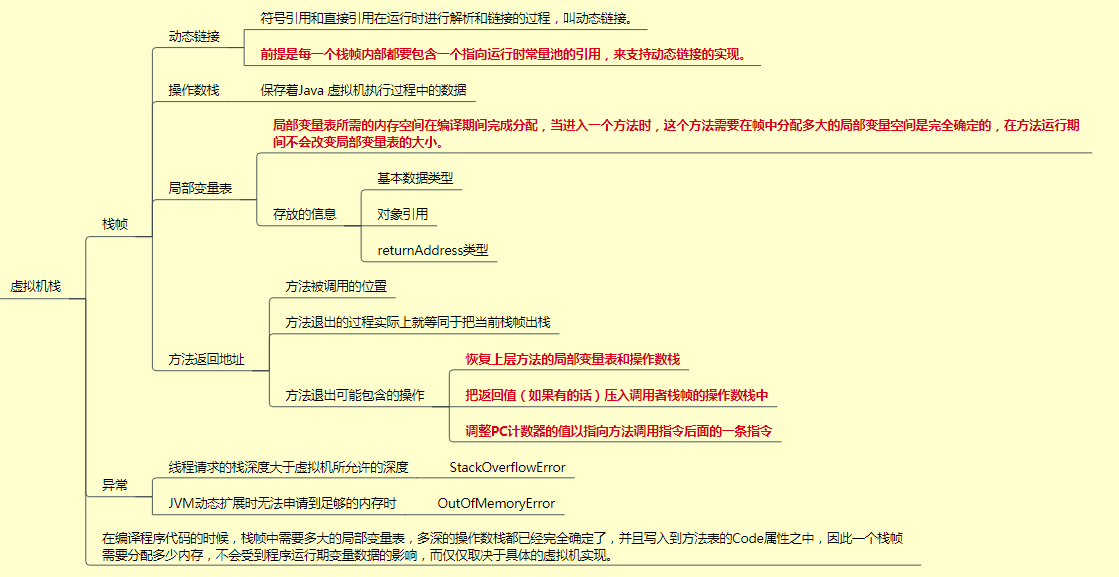 虚拟机栈
栈帧
动态链接
符号引用和直接引用在运行时进行解析和链接的过程，叫动态链接。
前提是每一个栈帧内部都要包含一个指向运行时常量池的引用，来支持动态链接的实现。
操作数栈
保存着Java 虚拟机执行过程中的数据
局部变量表
局部变量表所需的内存空间在编译期间完成分配，当进入一个方法时，这个方法需要在帧中分配多大的局部变量空间是完全确定的，在方法运行期
间不会改变局部变量表的大小。
存放的信息
基本数据类型
对象引用
returnAddress类型
方法返回地址
方法被调用的位置
方法退出的过程实际上就等同于把当前栈帧出栈
方法退出可能包含的操作
恢复上层方法的局部变量表和操作数栈
把返回值（如果有的话）压入调用者栈帧的操作数栈中
调整PC计数器的值以指向方法调用指令后面的一条指令
异常
线程请求的栈深度大于虚拟机所允许的深度 StackOverflowError
JVM动态扩展时无法申请到足够的内存时 OutOfMemoryError
在编译程序代码的时候，栈帧中需要多大的局部变量表，多深的操作数栈都已经完全确定了，并且写入到方法表的Code属性之中，因此一个栈帧
需要分配多少内存，不会受到程序运行期变量数据的影响，而仅仅取决于具体的虚拟机实现。